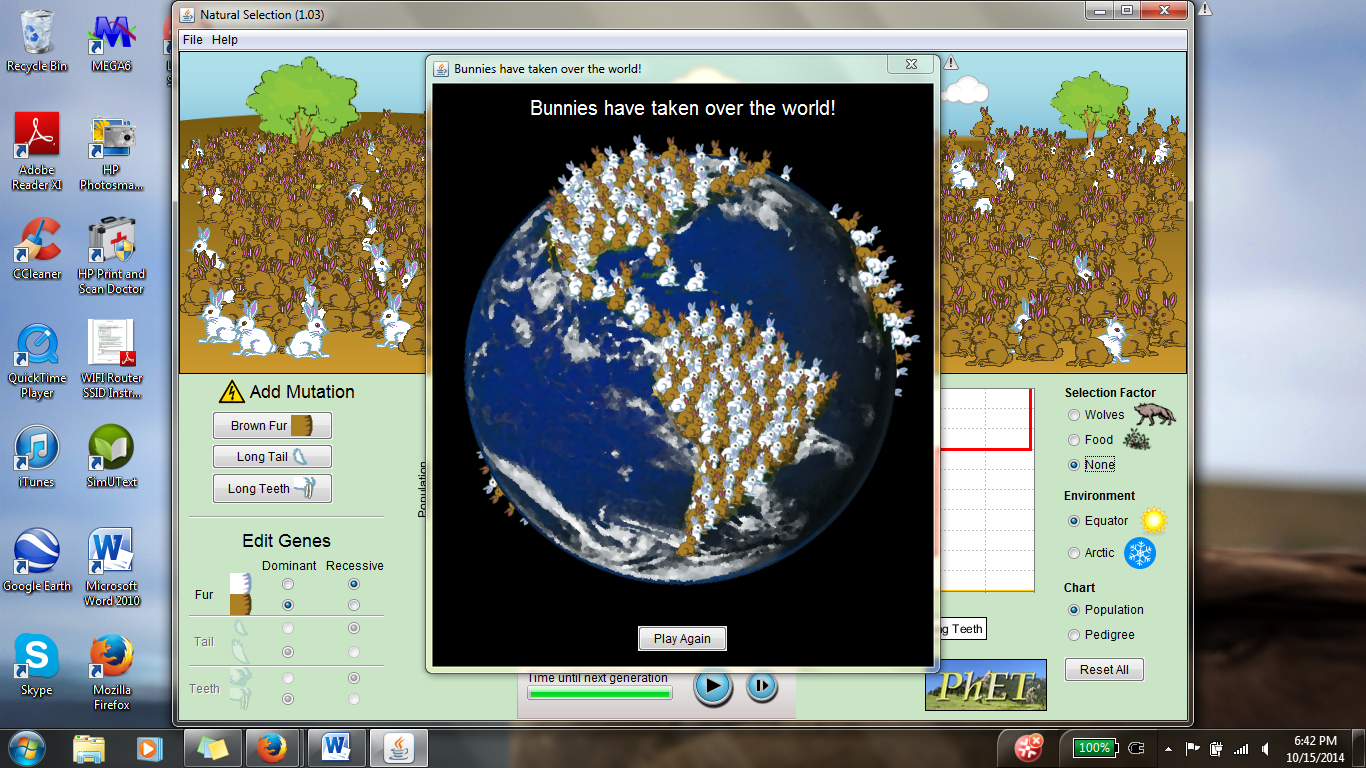 Natural Selection (1.03)
File Help
Recycle Bin
MEGA6
Adobe
Reader XI
HP
Photosma...
CCleaner
HP Print and
Scan Doctor
QuickTime
Player
WIFI Router
SSID Instr...
iTunes
SimUText
Google Earth
Microsoft
Word 2010
Skype
Mozilla
Firefox
Bunnies have taken over the world!
Bunnies have taken over the world!
Play Again
Add Mutation
Brown Fur
Long Tail
Long Teeth
Edit Genes
Dominant Recessive
Fur
Tail
Teeth
Population
Time until next generation
Teeth
PhET
Selection Factor
Wolves
Food
None
Environment
Equator
Arctic
Chart
Population
Pedigree
Reset All
100%
6:42 PM
10/15/2014